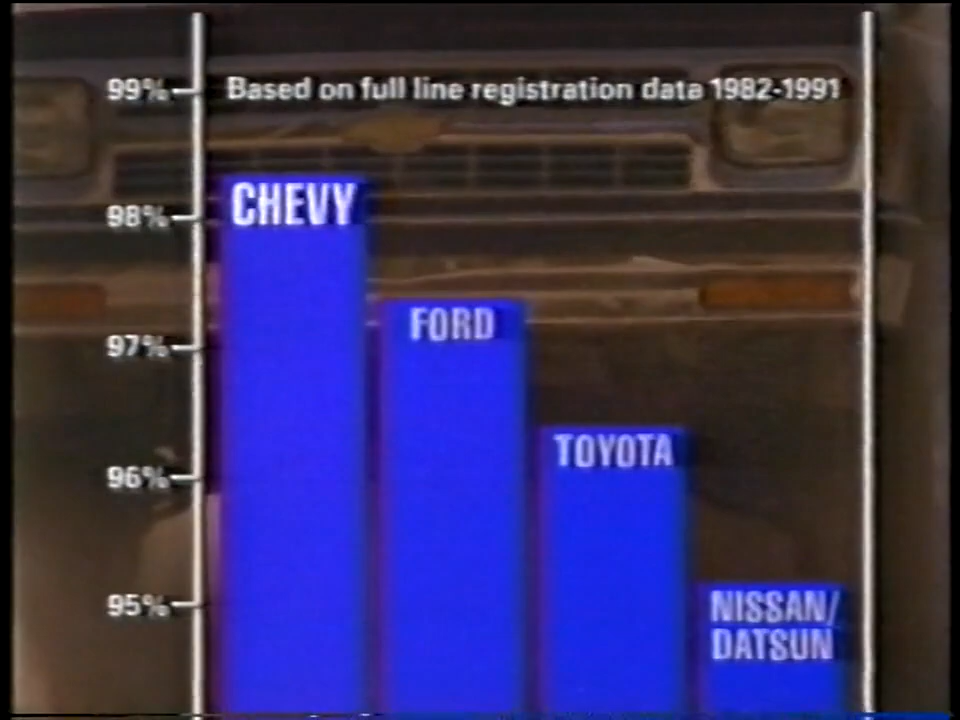 99% Based on full line registration data 1982-1991
CHEVY
98%
FORD
97%
TOYOTA
96%
95%
NISSAN/
DATSUN